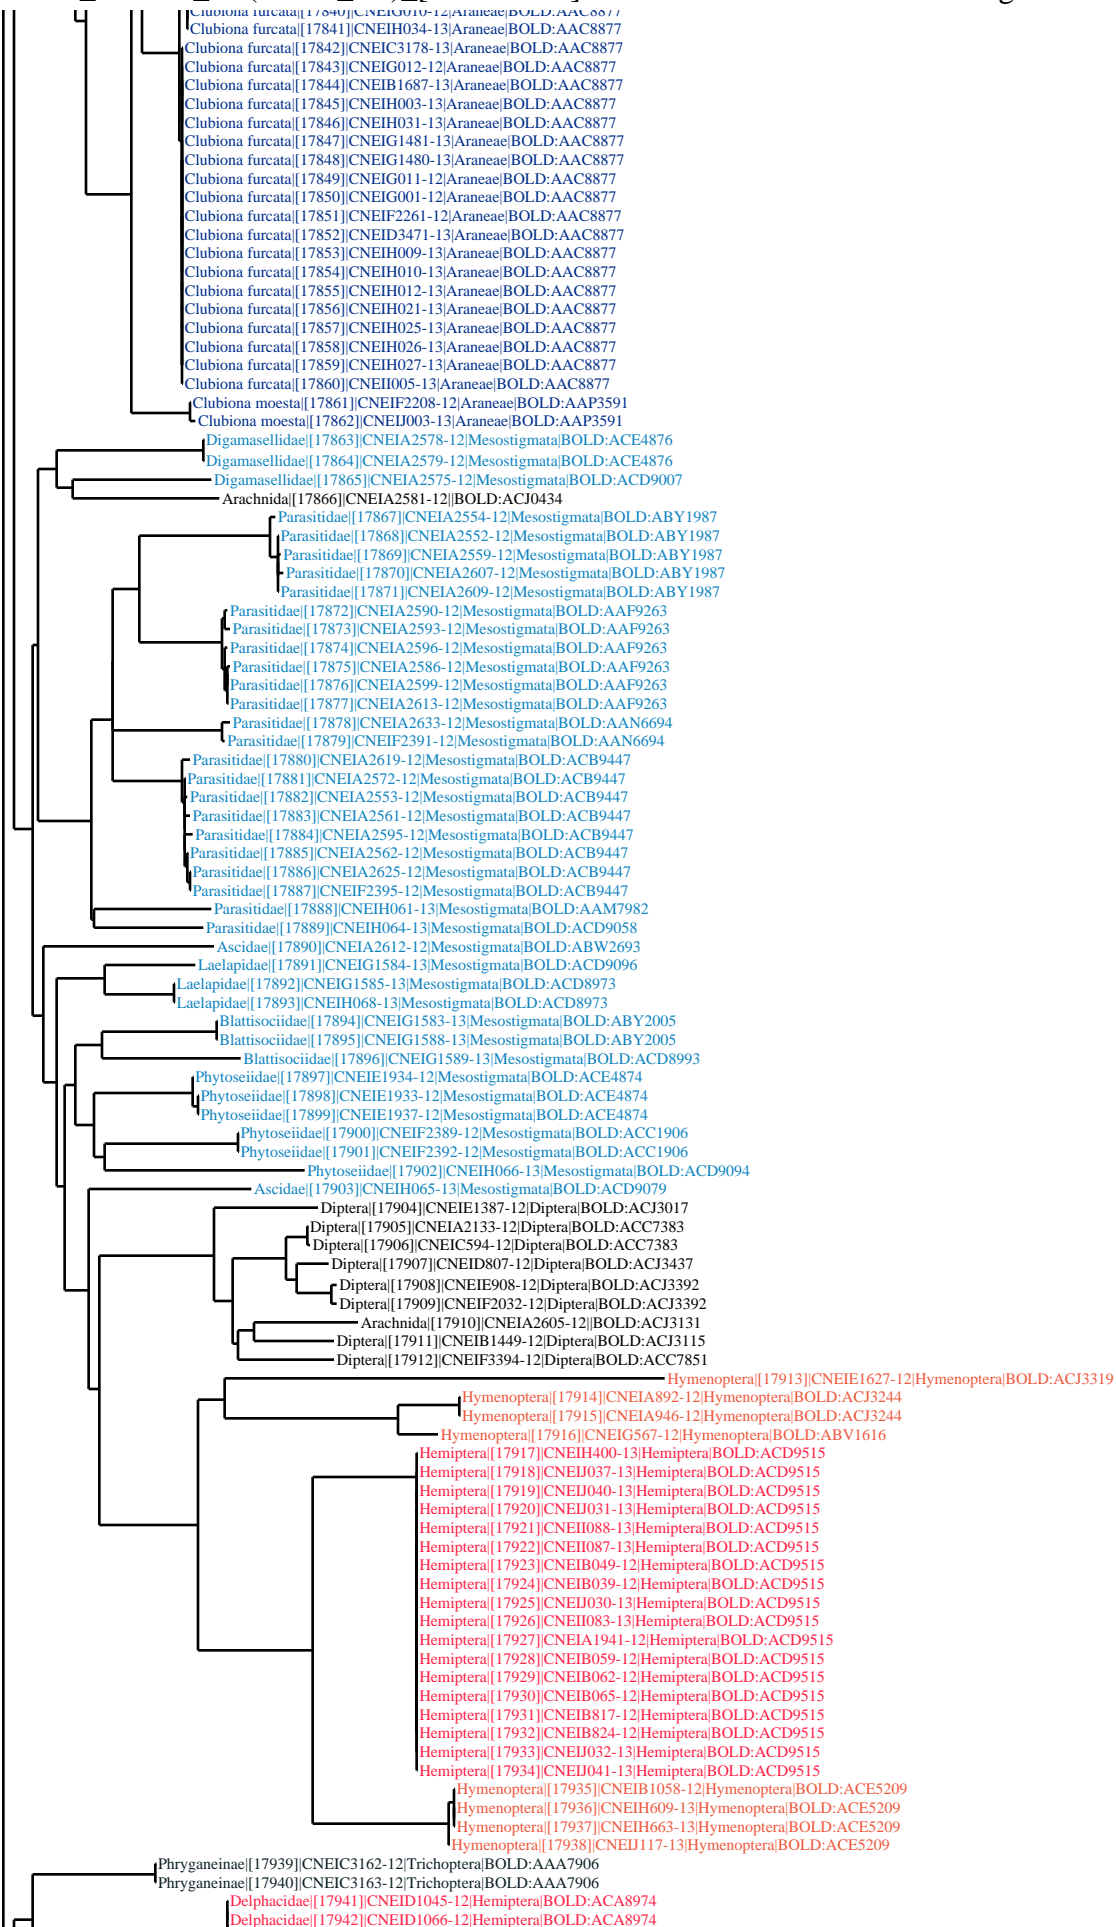 Clubiona furcata|[17840]|CNEIG010-12|Araneae|BOLD:AAC8877
Clubiona furcata|[17841]|CNEIH034-13|Araneae|BOLD:AAC8877
Clubiona furcata|[17842]|CNEIC3178-13|Araneae|BOLD:AAC8877
Clubiona furcata|[17843]|CNEIG012-12|Araneae|BOLD:AAC8877
Clubiona furcata|[17844]|CNEIB1687-13|Araneae|BOLD:AAC8877
Clubiona furcata|[17845]|CNEIH003-13|Araneae|BOLD:AAC8877
Clubiona furcata|[17846]|CNEIH031-13|Araneae|BOLD:AAC8877
Clubiona furcata|[17847]|CNEIG1481-13|Araneae|BOLD:AAC8877
Clubiona furcata|[17848]|CNEIG1480-13|Araneae|BOLD:AAC8877
Clubiona furcata|[17849]|CNEIG011-12|Araneae|BOLD:AAC8877
Clubiona furcata|[17850]|CNEIG001-12|Araneae|BOLD:AAC8877
Clubiona furcata|[17851]|CNEIF2261-12|Araneae|BOLD:AAC8877
Clubiona furcata|[17852]|CNEID3471-13|Araneae|BOLD:AAC8877
Clubiona furcata|[17853]|CNEIH009-13|Araneae|BOLD:AAC8877
Clubiona furcata|[17854]|CNEIH010-13|Araneae|BOLD:AAC8877
Clubiona furcata|[17855]|CNEIH012-13|Araneae|BOLD:AAC8877
Clubiona furcata|[17856]|CNEIH021-13|Araneae|BOLD:AAC8877
Clubiona furcata|[17857]|CNEIH025-13|Araneae|BOLD:AAC8877
Clubiona furcata|[17858]|CNEIH026-13|Araneae|BOLD:AAC8877
Clubiona furcata|[17859]|CNEIH027-13|Araneae|BOLD:AAC8877
Clubiona furcata|[17860]|CNEII005-13|Araneae|BOLD:AAC8877
Clubiona moesta|[17861]|CNEIF2208-12|Araneae|BOLD:AAP3591
Clubiona moesta|[17862]|CNEIJ003-13|Araneae|BOLD:AAP3591
Digamasellidae|[17863]|CNEIA2578-12|Mesostigmata|BOLD:ACE4876
Digamasellidae|[17864]|CNEIA2579-12|Mesostigmata|BOLD:ACE4876
Digamasellidae|[17865]|CNEIA2575-12|Mesostigmata|BOLD:ACD9007
Arachnida|[17866]|CNEIA2581-12||BOLD:ACJ0434
Parasitidae|[17867]|CNEIA2554-12|Mesostigmata|BOLD:ABY1987
Parasitidae|[17868]|CNEIA2552-12|Mesostigmata|BOLD:ABY1987
Parasitidae|[17869]|CNEIA2559-12|Mesostigmata|BOLD:ABY1987
Parasitidae|[17870]|CNEIA2607-12|Mesostigmata|BOLD:ABY1987
Parasitidae|[17871]|CNEIA2609-12|Mesostigmata|BOLD:ABY1987
Parasitidae|[17872]|CNEIA2590-12|Mesostigmata|BOLD:AAF9263
Parasitidae|[17873]|CNEIA2593-12|Mesostigmata|BOLD:AAF9263
Parasitidae|[17874]|CNEIA2596-12|Mesostigmata|BOLD:AAF9263
Parasitidae|[17875]|CNEIA2586-12|Mesostigmata|BOLD:AAF9263
Parasitidae|[17876]|CNEIA2599-12|Mesostigmata|BOLD:AAF9263
Parasitidae|[17877]|CNEIA2613-12|Mesostigmata|BOLD:AAF9263
Parasitidae|[17878]|CNEIA2633-12|Mesostigmata|BOLD:AAN6694
Parasitidae|[17879]|CNEIF2391-12|Mesostigmata|BOLD:AAN6694
Parasitidae|[17880]|CNEIA2619-12|Mesostigmata|BOLD:ACB9447
Parasitidae|[17881]|CNEIA2572-12|Mesostigmata|BOLD:ACB9447
Parasitidae|[17882]|CNEIA2553-12|Mesostigmata|BOLD:ACB9447
Parasitidae|[17883]|CNEIA2561-12|Mesostigmata|BOLD:ACB9447
Parasitidae|[17884]|CNEIA2595-12|Mesostigmata|BOLD:ACB9447
Parasitidae|[17885]|CNEIA2562-12|Mesostigmata|BOLD:ACB9447
Parasitidae|[17886]|CNEIA2625-12|Mesostigmata|BOLD:ACB9447
Parasitidae|[17887]|CNEIF2395-12|Mesostigmata|BOLD:ACB9447
Parasitidae|[17888]|CNEIH061-13|Mesostigmata|BOLD:AAM7982
Parasitidae|[17889]|CNEIH064-13|Mesostigmata|BOLD:ACD9058
Ascidae|[17890]|CNEIA2612-12|Mesostigmata|BOLD:ABW2693
Laelapidae|[17891]|CNEIG1584-13|Mesostigmata|BOLD:ACD9096
Laelapidae|[17892]|CNEIG1585-13|Mesostigmata|BOLD:ACD8973
Laelapidae|[17893]|CNEIH068-13|Mesostigmata|BOLD:ACD8973
Blattisociidae|[17894]|CNEIG1583-13|Mesostigmata|BOLD:ABY2005
Blattisociidae|[17895]|CNEIG1588-13|Mesostigmata|BOLD:ABY2005
Blattisociidae|[17896]|CNEIG1589-13|Mesostigmata|BOLD:ACD8993
Phytoseiidae|[17897]|CNEIE1934-12|Mesostigmata|BOLD:ACE4874
Phytoseiidae|[17898]|CNEIE1933-12|Mesostigmata|BOLD:ACE4874
Phytoseiidae|[17899]|CNEIE1937-12|Mesostigmata|BOLD:ACE4874
Phytoseiidae|[17900]|CNEIF2389-12|Mesostigmata|BOLD:ACC1906
Phytoseiidae|[17901]|CNEIF2392-12|Mesostigmata|BOLD:ACC1906
Phytoseiidae|[17902]|CNEIH066-13|Mesostigmata|BOLD:ACD9094
Ascidae|[17903]|CNEIH065-13|Mesostigmata|BOLD:ACD9079
Diptera|[17904]|CNEIE1387-12|Diptera|BOLD:ACJ3017
Diptera|[17905]|CNEIA2133-12|Diptera|BOLD:ACC7383
Diptera|[17906]|CNEIC594-12|Diptera|BOLD:ACC7383
Diptera|[17907]|CNEID807-12|Diptera|BOLD:ACJ3437
Diptera|[17908]|CNEIE908-12|Diptera|BOLD:ACJ3392
Diptera|[17909]|CNEIF2032-12|Diptera|BOLD:ACJ3392
Arachnida|[17910]|CNEIA2605-12||BOLD:ACJ3131
Diptera|[17911]|CNEIB1449-12|Diptera|BOLD:ACJ3115
Diptera|[17912]|CNEIF3394-12|Diptera|BOLD:ACC7851
Hymenoptera|[17913]|CNEIE1627-12|Hymenoptera|BOLD:ACJ3319
Hymenoptera|[17914]|CNEIA892-12|Hymenoptera|BOLD:ACJ3244
Hymenoptera|[17915]|CNEIA946-12|Hymenoptera|BOLD:ACJ3244
Hymenoptera|[17916]|CNEIG567-12|Hymenoptera|BOLD:ABV1616
Hemiptera|[17917]|CNEIH400-13|Hemiptera|BOLD:ACD9515
Hemiptera|[17918]|CNEIJ037-13|Hemiptera|BOLD:ACD9515
Hemiptera|[17919]|CNEIJ040-13|Hemiptera|BOLD:ACD9515
Hemiptera|[17920]|CNEIJ031-13|Hemiptera|BOLD:ACD9515
Hemiptera|[17921]|CNEII088-13|Hemiptera|BOLD:ACD9515
Hemiptera|[17922]|CNEII087-13|Hemiptera|BOLD:ACD9515
Hemiptera|[17923]|CNEIB049-12|Hemiptera|BOLD:ACD9515
Hemiptera|[17924]|CNEIB039-12|Hemiptera|BOLD:ACD9515
Hemiptera|[17925]|CNEIJ030-13|Hemiptera|BOLD:ACD9515
Hemiptera|[17926]|CNEII083-13|Hemiptera|BOLD:ACD9515
Hemiptera|[17927]|CNEIA1941-12|Hemiptera|BOLD:ACD9515
Hemiptera|[17928]|CNEIB059-12|Hemiptera|BOLD:ACD9515
Hemiptera|[17929]|CNEIB062-12|Hemiptera|BOLD:ACD9515
Hemiptera|[17930]|CNEIB065-12|Hemiptera|BOLD:ACD9515
Hemiptera|[17931]|CNEIB817-12|Hemiptera|BOLD:ACD9515
Hemiptera|[17932]|CNEIB824-12|Hemiptera|BOLD:ACD9515
Hemiptera|[17933]|CNEIJ032-13|Hemiptera|BOLD:ACD9515
Hemiptera|[17934]|CNEIJ041-13|Hemiptera|BOLD:ACD9515
Hymenoptera|[17935]|CNEIB1058-12|Hymenoptera|BOLD:ACE5209
Hymenoptera|[17936]|CNEIH609-13|Hymenoptera|BOLD:ACE5209
Hymenoptera|[17937]|CNEIH663-13|Hymenoptera|BOLD:ACE5209
Hymenoptera|[17938]|CNEIJ117-13|Hymenoptera|BOLD:ACE5209
Phryganeinae|[17939]|CNEIC3162-12|Trichoptera|BOLD:AAA7906
Phryganeinae|[17940]|CNEIC3163-12|Trichoptera|BOLD:AAA7906
Delphacidae|[17941]|CNEID1045-12|Hemiptera|BOLD:ACA8974
Delphacidae|[17942]|CNEID1066-12|Hemiptera|BOLD:ACA8974